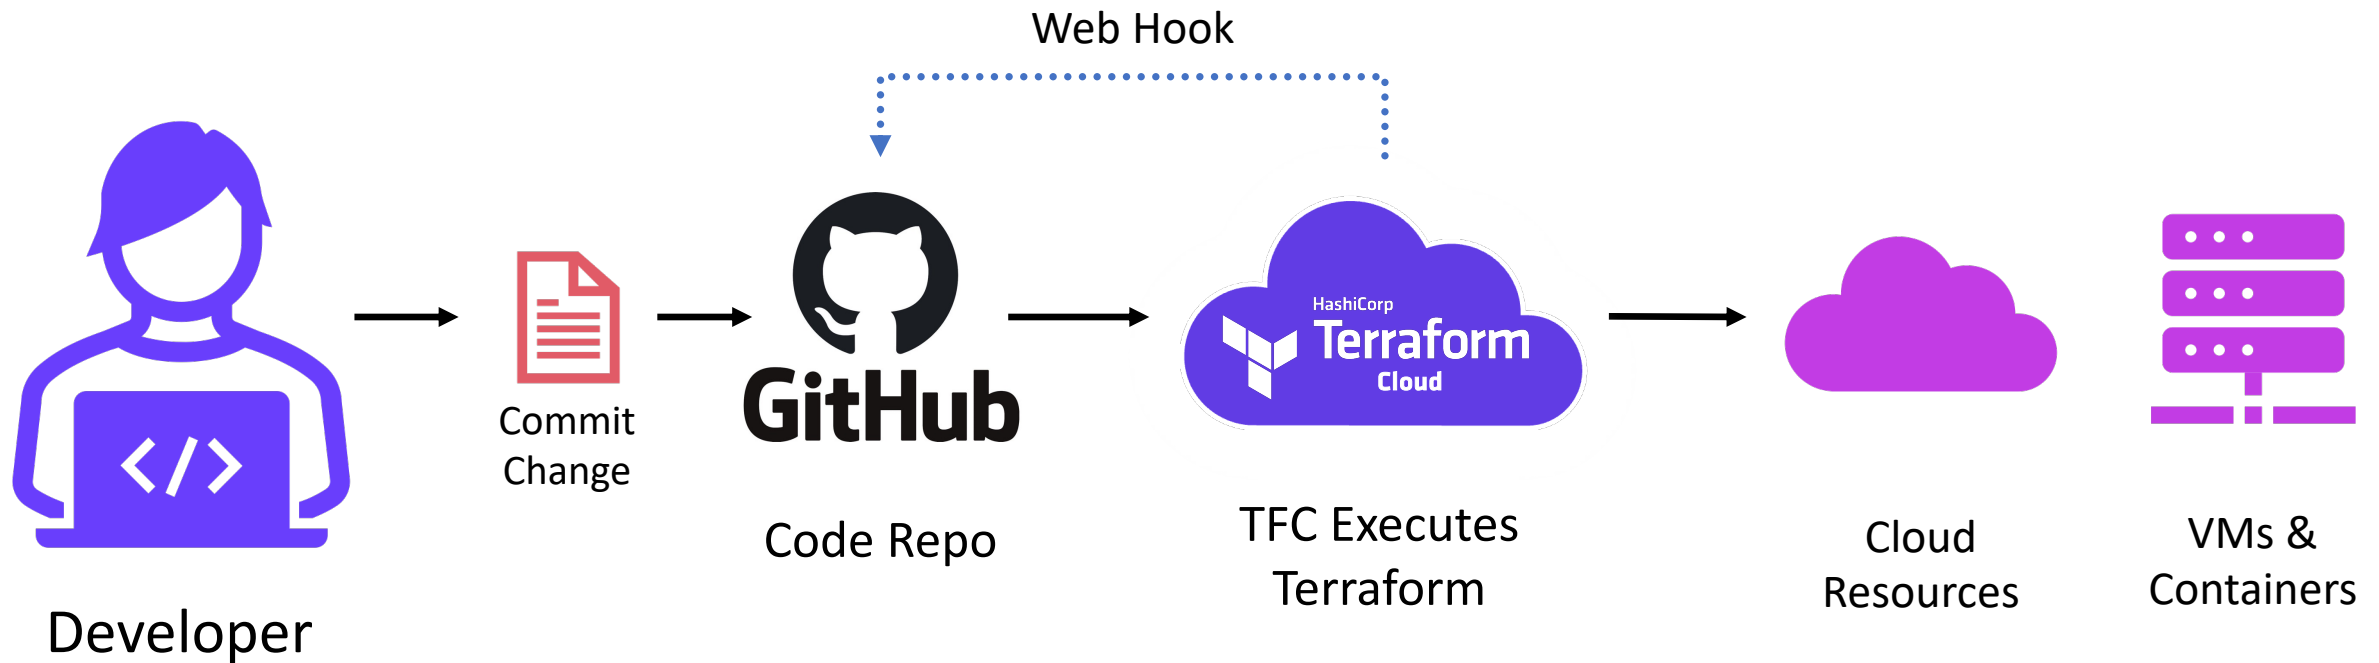 Web Hook
Commit
Change
GitHub
Code Repo
HashiCorp
Terraform
Cloud
TFC Executes
Terraform
Cloud
Resources
VMs &
Containers
</>
Developer